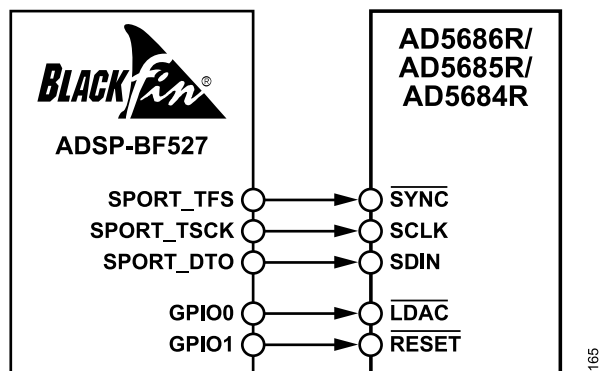 BLACKfin®
ADSP-BF527
AD5686R/
AD5685R/
AD5684R
SPORT_TFS
SYNC
SPORT_TSCK
SCLK
SPORT_DTO
SDIN
GPIO0
LDAC
GPIO1
RESET
165